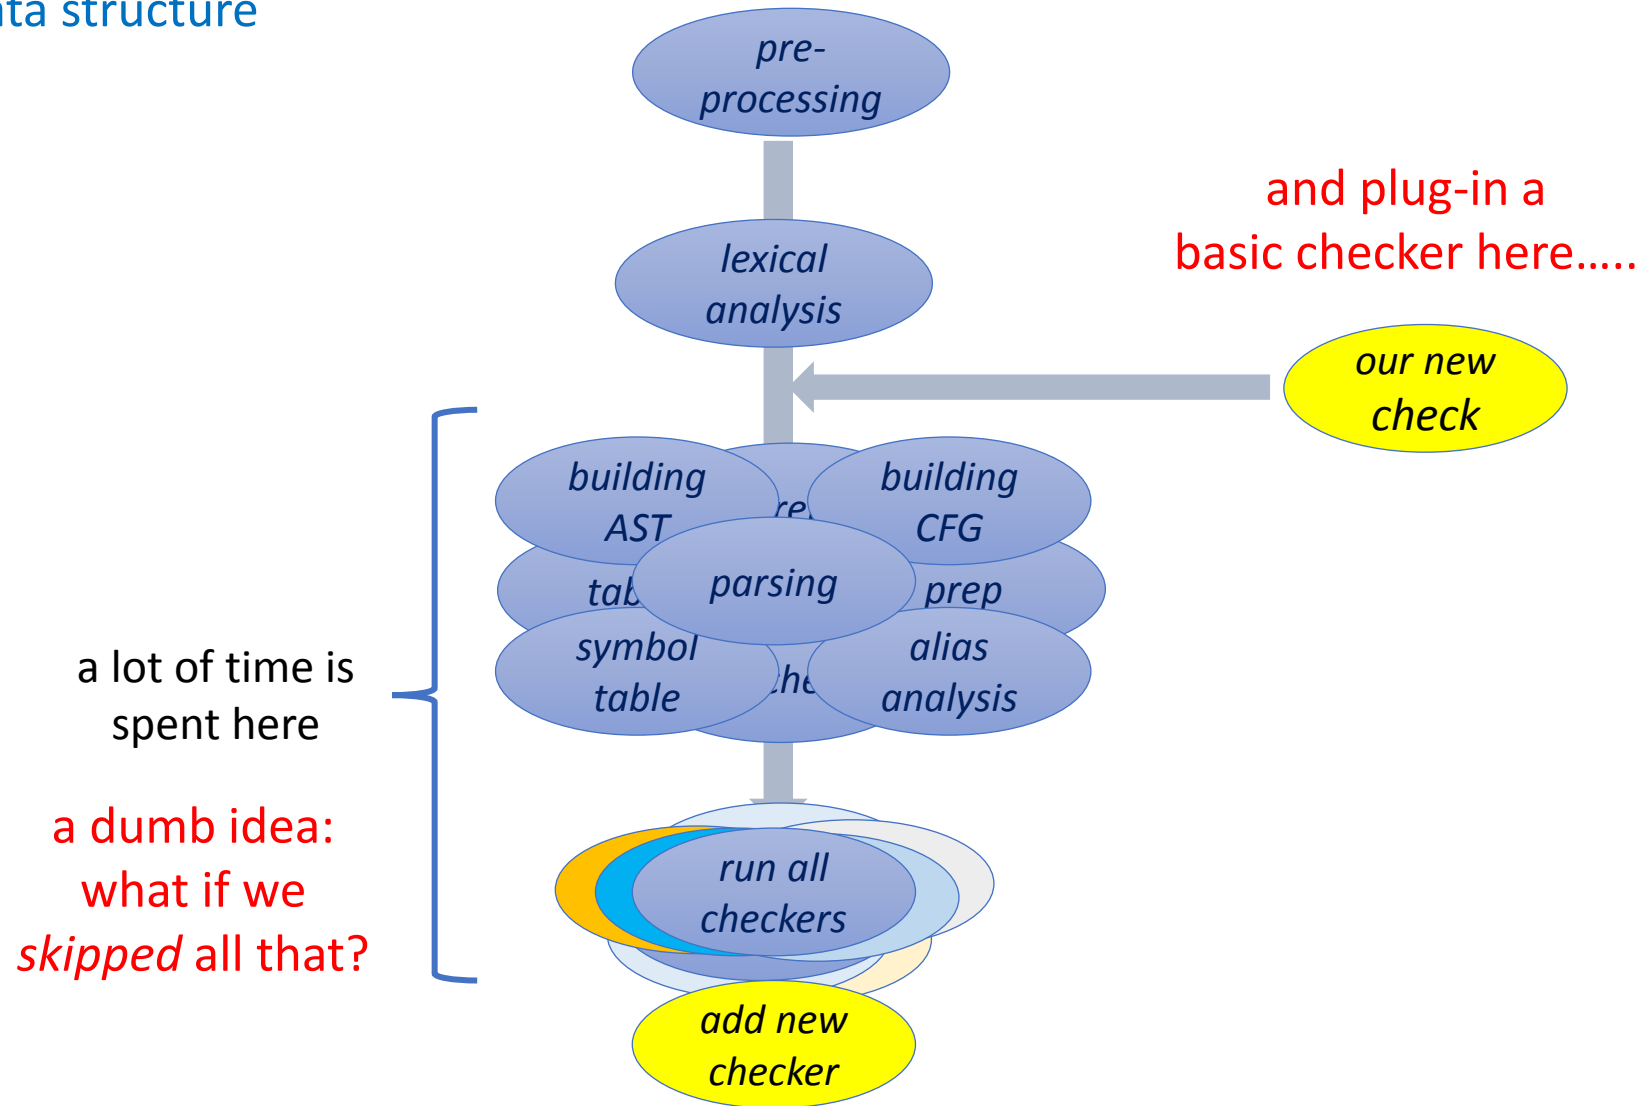 structure
pre-
processing
and plug-in a
basic checker here…..
lexical
analysis
our new
check
building
AST
building
CFG
parsing
prep
symbol
table
alias
analysis
a lot of time is
spent here
a dumb idea:
what if we
skipped all that?
run all
checkers
add new
checker